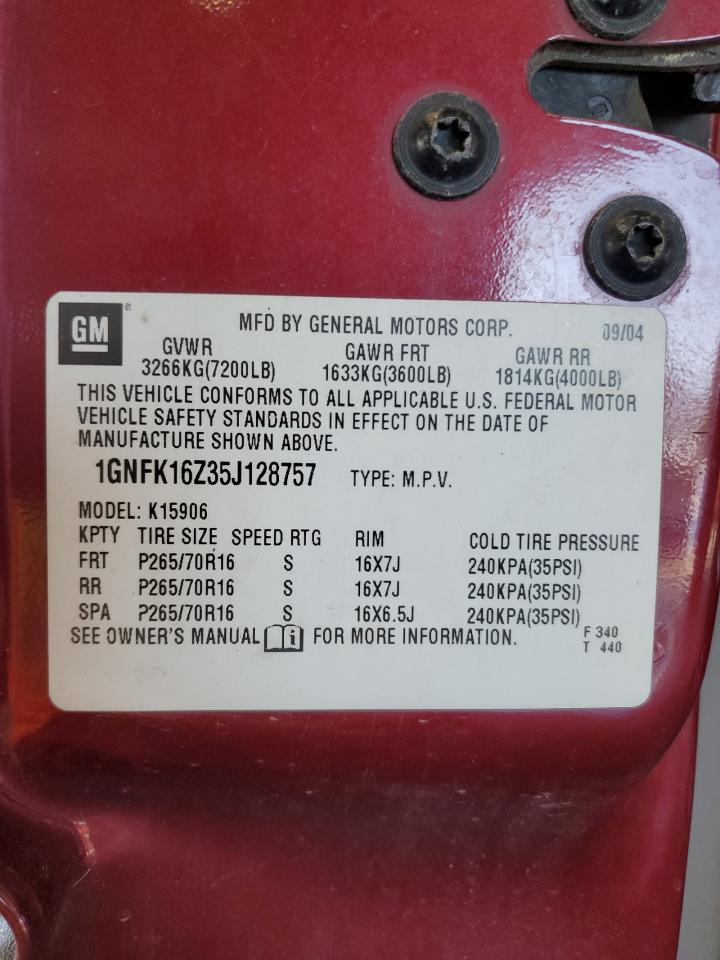 GM®
MFD BY GENERAL MOTORS CORP. 09/04
GVWR GAWR FRT GAWR RR
3266KG(7200LB) 1633KG(3600LB) 1814KG(4000LB)
THIS VEHICLE CONFORMS TO ALL APPLICABLE U.S. FEDERAL MOTOR
VEHICLE SAFETY STANDARDS IN EFFECT ON THE DATE OF
MANUFACTURE SHOWN ABOVE.
1GNFK16Z35J128757 TYPE: M.P.V.
MODEL: K15906
KPTY TIRE SIZE SPEED RTG RIM COLD TIRE PRESSURE
FRT P265/70R16 S 16X7J 240KPA(35PSI)
RR P265/70R16 S 16X7J 240KPA(35PSI)
SPA P265/70R16 S 16X6.5J 240KPA(35PSI)
SEE OWNER'S MANUAL i FOR MORE INFORMATION. F 340
T 440